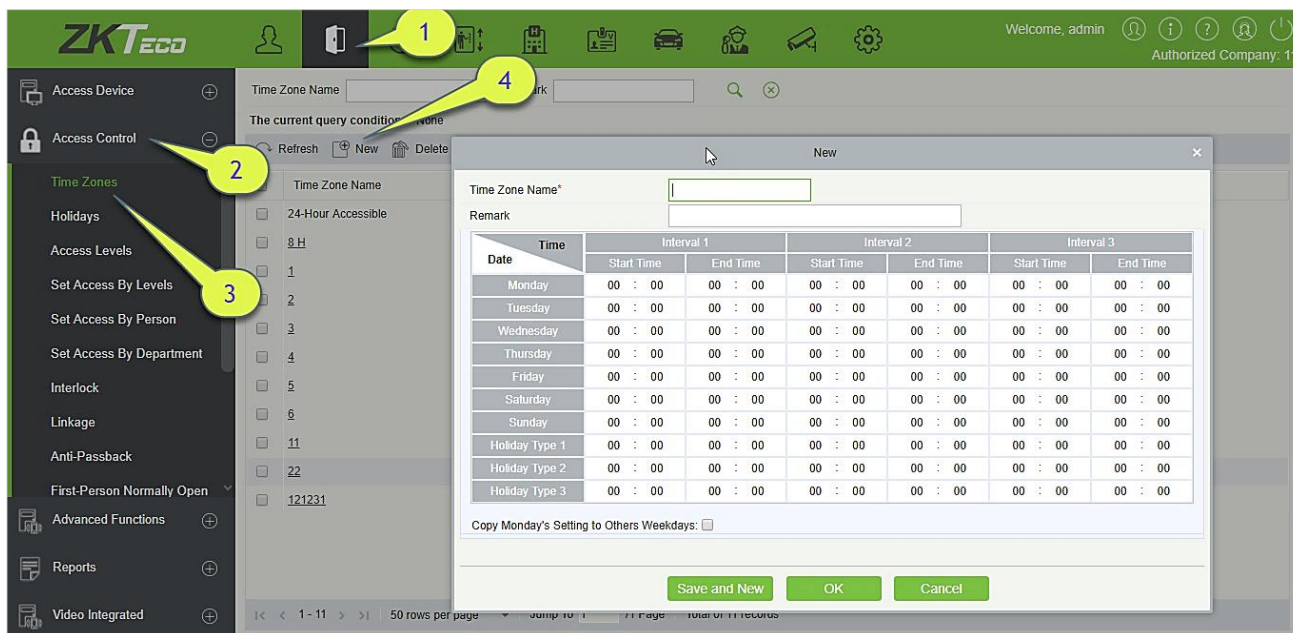 ZKTeco
1
Welcome, admin
Authorized Company: 1
Access Device
Time Zone Name
4
The current query conditions None
Access Control
2
Refresh New Delete
New
Time Zones
Time Zone Name
Time Zone Name*
Holidays
24-Hour Accessible
Remark
Access Levels
8 H
Time Interval 1 Interval 2 Interval 3
Date Start Time End Time Start Time End Time Start Time End Time
Set Access By Levels
3
1
Monday 00 : 00 00 : 00 00 : 00 00 : 00 00 : 00 00 : 00
2
Tuesday 00 : 00 00 : 00 00 : 00 00 : 00 00 : 00 00 : 00
Set Access By Person
3
Wednesday 00 : 00 00 : 00 00 : 00 00 : 00 00 : 00 00 : 00
Set Access By Department
4
Thursday 00 : 00 00 : 00 00 : 00 00 : 00 00 : 00 00 : 00
Interlock
5
Friday 00 : 00 00 : 00 00 : 00 00 : 00 00 : 00 00 : 00
Saturday 00 : 00 00 : 00 00 : 00 00 : 00 00 : 00 00 : 00
Linkage
6
Sunday 00 : 00 00 : 00 00 : 00 00 : 00 00 : 00 00 : 00
11
Holiday Type 1 00 : 00 00 : 00 00 : 00 00 : 00 00 : 00 00 : 00
Anti-Passback
22
Holiday Type 2 00 : 00 00 : 00 00 : 00 00 : 00 00 : 00 00 : 00
First-Person Normally Open
121231
Holiday Type 3 00 : 00 00 : 00 00 : 00 00 : 00 00 : 00 00 : 00
Advanced Functions
Copy Monday's Setting to Others Weekdays:
Reports
Save and New OK Cancel
Video Integrated
1 - 11 50 rows per page Jump To 1 /1 Page Total of 11 records